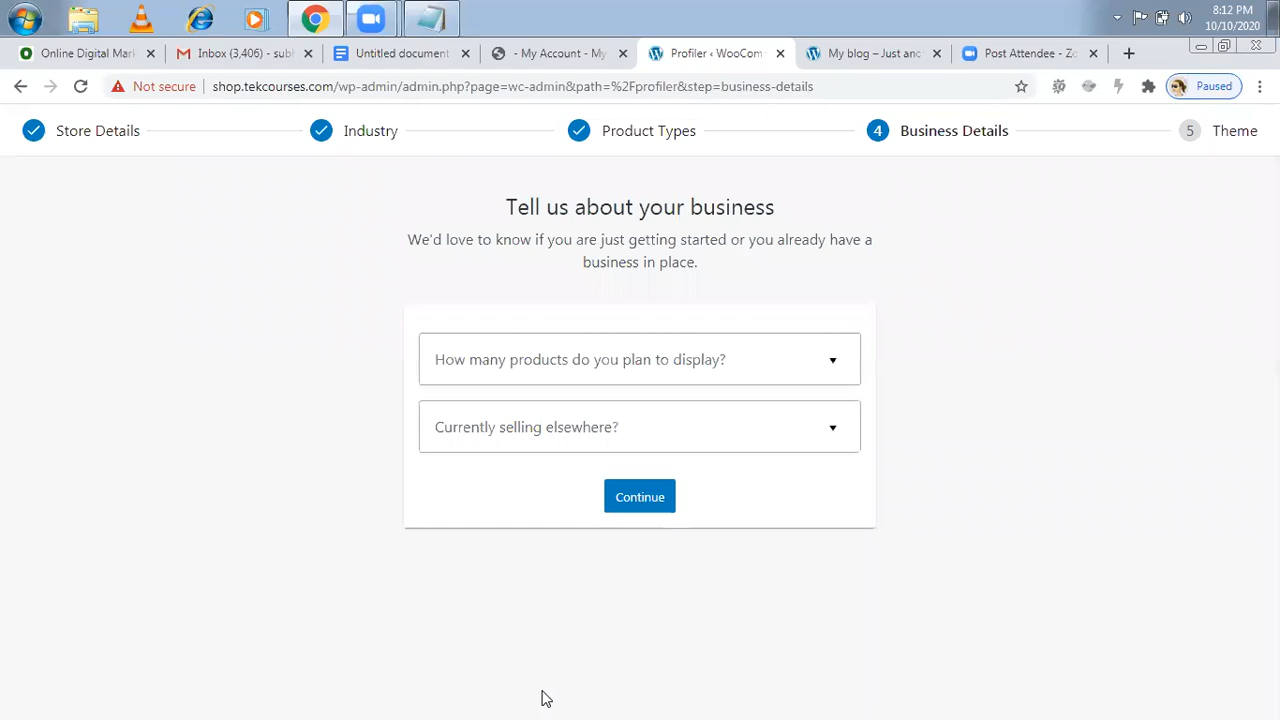 8:12 PM
10/10/2020
Online Digital Mark
Inbox (3,406) - subh
Untitled document
- My Account - My
Profiler ‹ WooCom
My blog – Just anc
Post Attendee - Zo
Not secure
shop.tekcourses.com/wp-admin/admin.php?page=wc-admin&path=%2Fprofiler&step=business-details
Paused
Store Details
Industry
Product Types
4 Business Details
5 Theme
Tell us about your business
We'd love to know if you are just getting started or you already have a
business in place.
How many products do you plan to display?
Currently selling elsewhere?
Continue